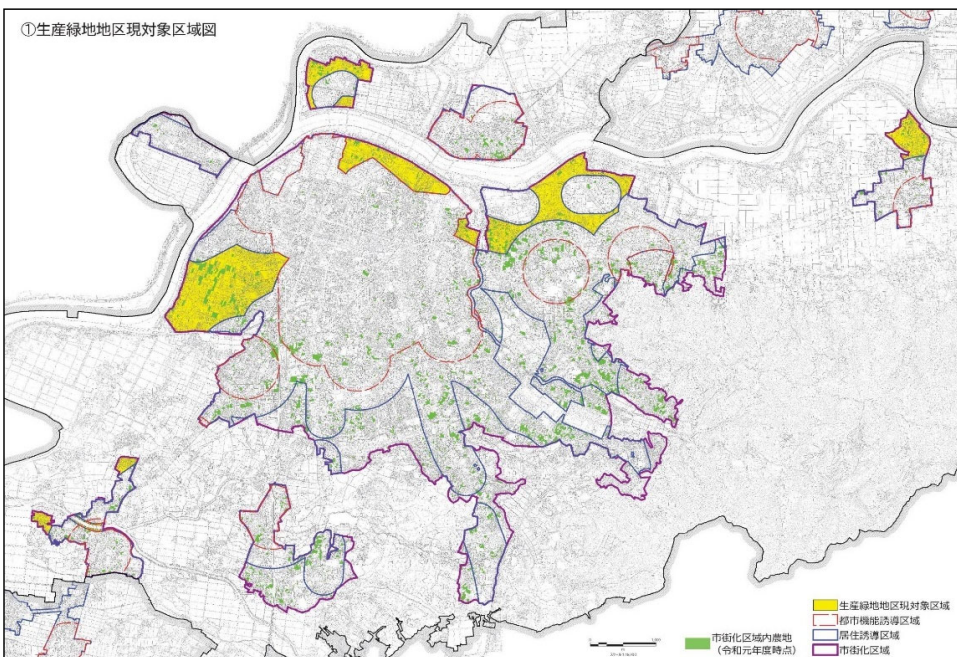 ①生産緑地地区現対象区域図
市街化区域内農地
（令和元年度時点）
生産緑地地区現対象区域
都市機能誘導区域
居住誘導区域
市街化区域